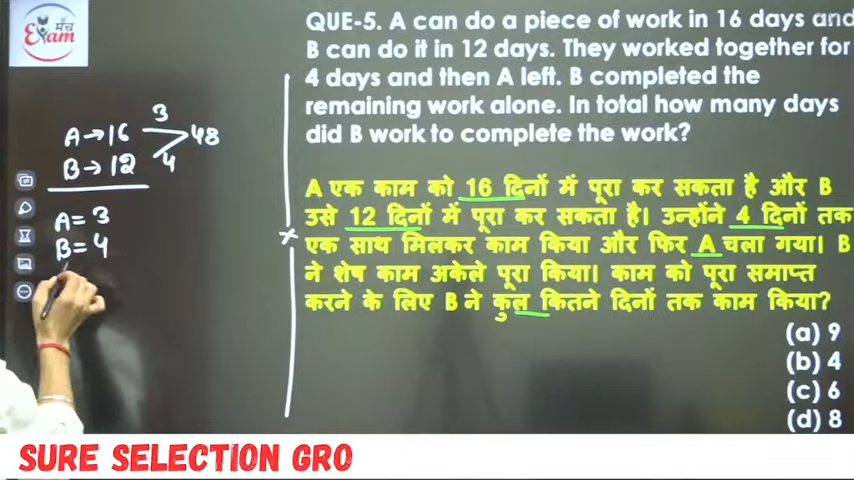 मंच
Exam
QUE-5. A can do a piece of work in 16 days and
B can do it in 12 days. They worked together for
4 days and then A left. B completed the
remaining work alone. In total how many days
did B work to complete the work?
A एक काम को 16 दिनों में पूरा कर सकता है और B
उसे 12 दिनों में पूरा कर सकता है। उन्होंने 4 दिनों तक
एक साथ मिलकर काम किया और फिर A चला गया। B
ने शेष काम अकेले पूरा किया। काम को पूरा समाप्त
करने के लिए B ने कुल कितने दिनों तक काम किया?
(a) 9
(b) 4
(c) 6
(d) 8
3
A→16 48
B→12 4
A=3
B=4
SURE SELECTION GRO